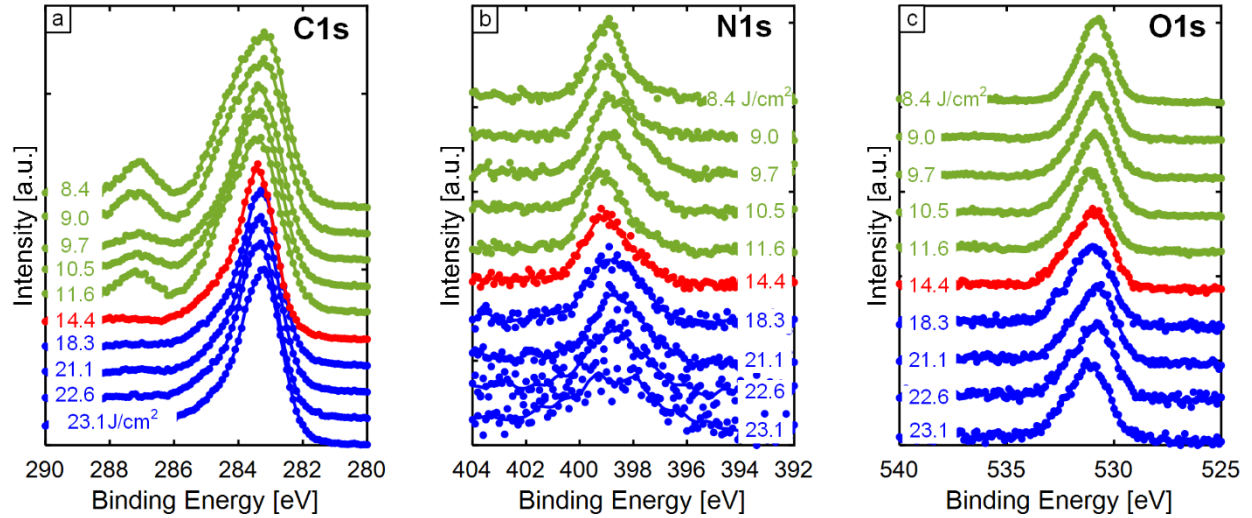 a
C1s
Intensity [a.u.]
8.4
9.0
9.7
10.5
11.6
14.4
18.3
21.1
22.6
23.1 J/cm²
290 288 286 284 282 280
Binding Energy [eV]
b
N1s
Intensity [a.u.]
8.4 J/cm²
9.0
9.7
10.5
11.6
14.4
18.3
21.1
22.6
23.1
404 402 400 398 396 394 392
Binding Energy [eV]
c
O1s
Intensity [a.u.]
8.4 J/cm²
9.0
9.7
10.5
11.6
14.4
18.3
21.1
22.6
23.1
540 535 530 525
Binding Energy [eV]